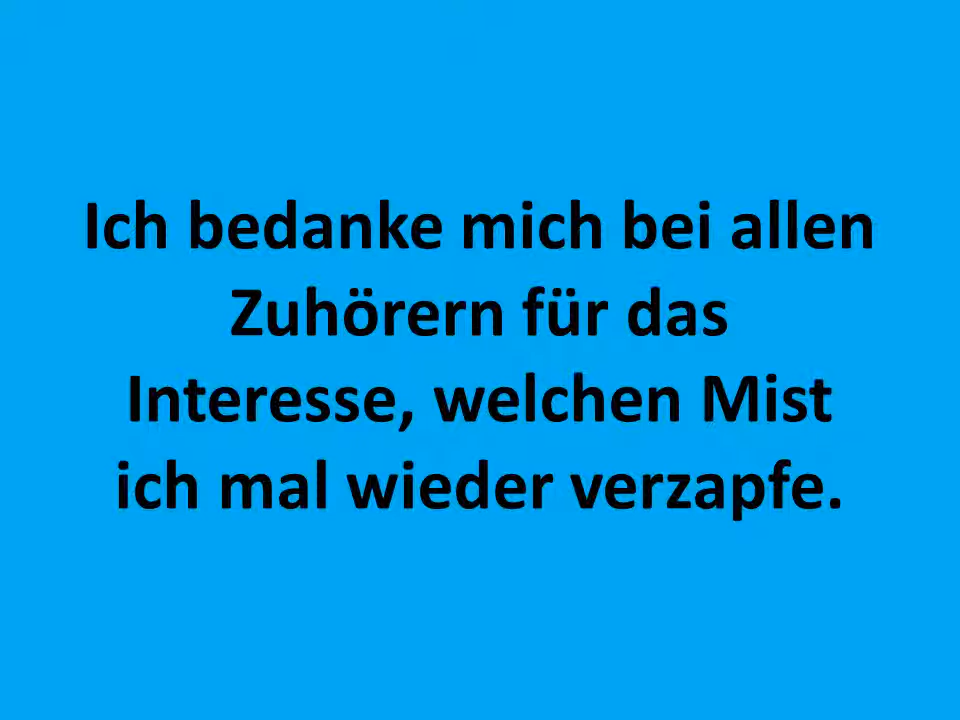 Ich bedanke mich bei allen
Zuhörern für das
Interesse, welchen Mist
ich mal wieder verzapfe.